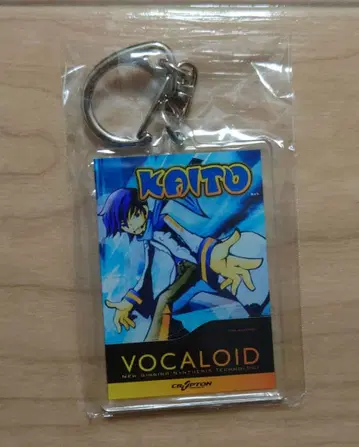 KAITO
VOCALOID
NEW SINGING SYNTHESIS TECHNOLOGY
CRYPTON